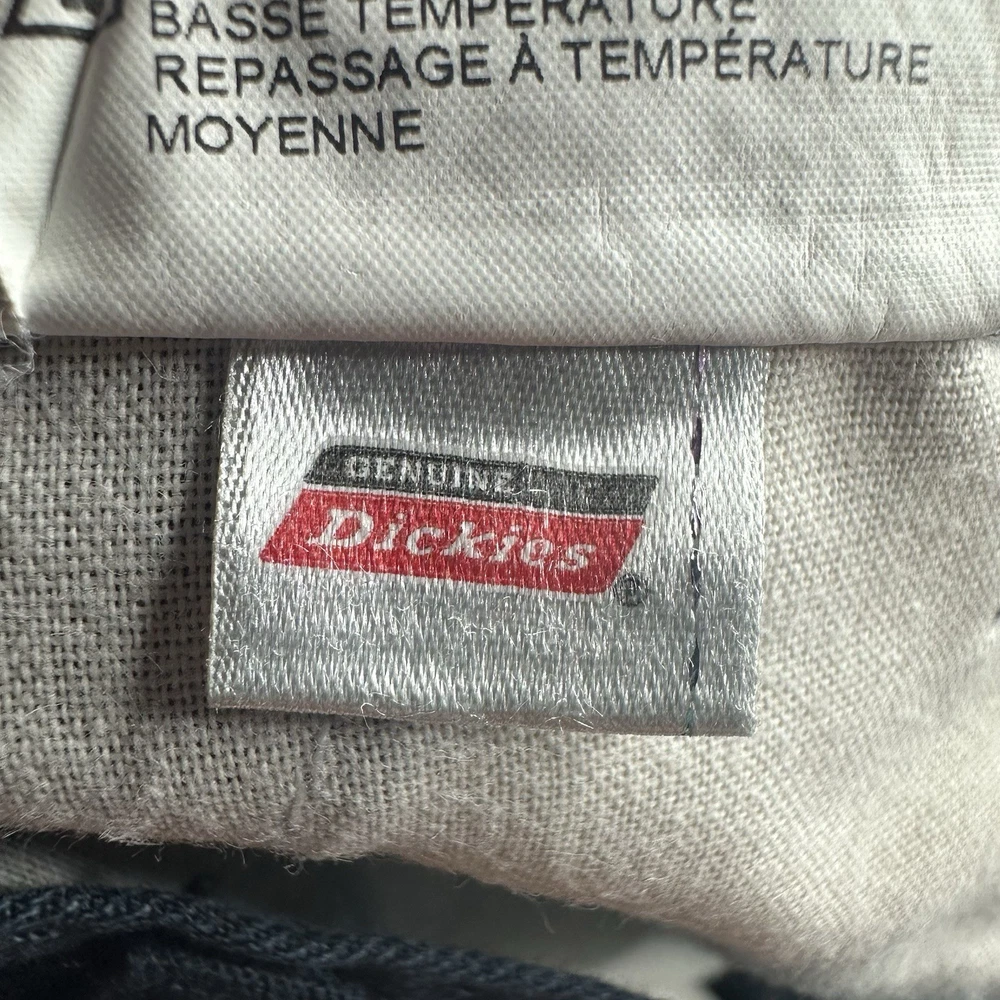 BASSE TEMPÉRATURE
REPASSAGE À TEMPÉRATURE
MOYENNE
GENUINE
Dickies
®